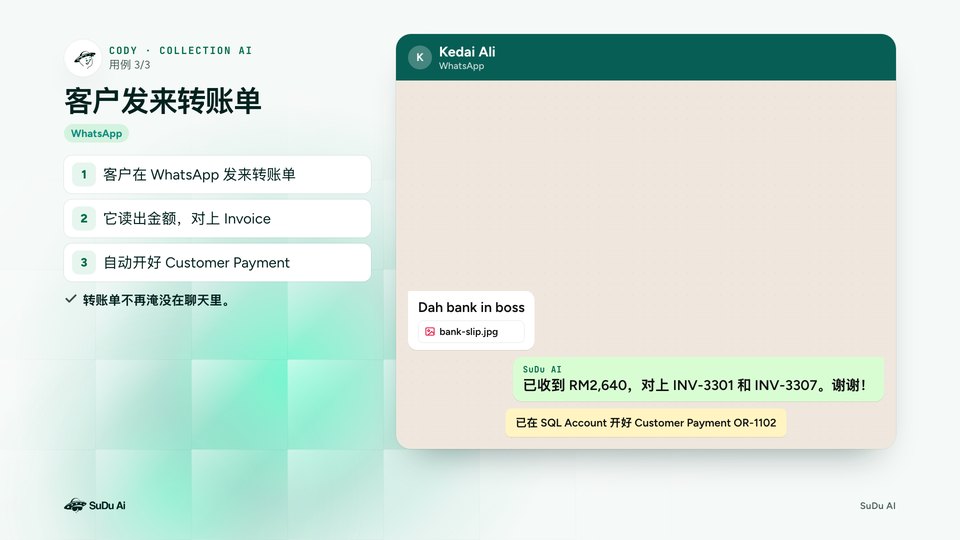 CODY · COLLECTION AI
用例 3/3
客户发来转账单
WhatsApp
1 客户在 WhatsApp 发来转账单
2 它读出金额，对上 Invoice
3 自动开好 Customer Payment
转账单不再淹没在聊天里。
SuDu Ai
K
Kedai Ali
WhatsApp
Dah bank in boss
bank-slip.jpg
SuDu AI
已收到 RM2,640，对上 INV-3301 和 INV-3307。谢谢！
已在 SQL Account 开好 Customer Payment OR-1102
SuDu AI